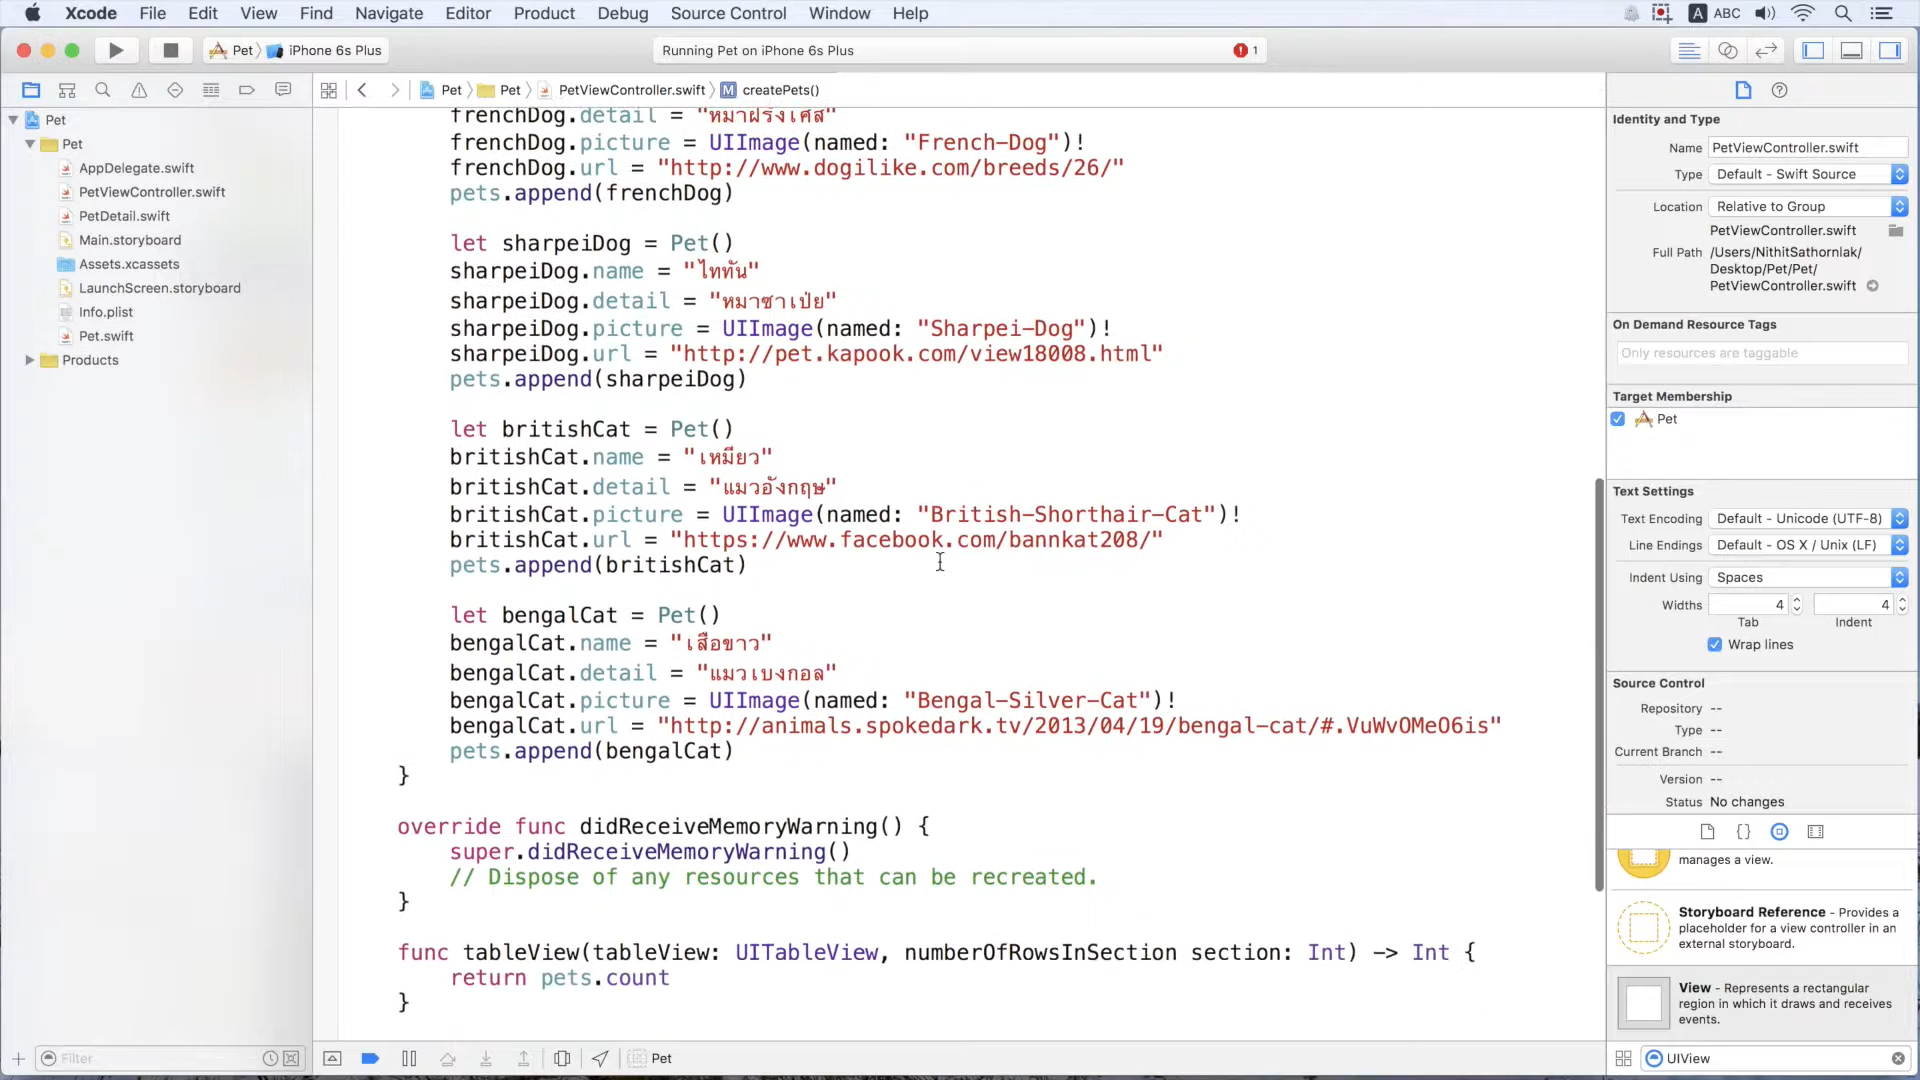 Xcode File Edit View Find Navigate Editor Product Debug Source Control Window Help
A ABC
Pet iPhone 6s Plus
Running Pet on iPhone 6s Plus
1
Pet Pet PetViewController.swift M createPets()
Pet
Pet
AppDelegate.swift
PetViewController.swift
PetDetail.swift
Main.storyboard
Assets.xcassets
LaunchScreen.storyboard
Info.plist
Pet.swift
Products
Filter
frenchDog.detail = "หมาฝรั่งเศส"
frenchDog.picture = UIImage(named: "French-Dog")!
frenchDog.url = "http://www.dogilike.com/breeds/26/"
pets.append(frenchDog)
let sharpeiDog = Pet()
sharpeiDog.name = "ไททัน"
sharpeiDog.detail = "หมาชาเป่ย"
sharpeiDog.picture = UIImage(named: "Sharpei-Dog")!
sharpeiDog.url = "http://pet.kapook.com/view18008.html"
pets.append(sharpeiDog)
let britishCat = Pet()
britishCat.name = "เหมียว"
britishCat.detail = "แมวอังกฤษ"
britishCat.picture = UIImage(named: "British-Shorthair-Cat")!
britishCat.url = "https://www.facebook.com/bannkat208/"
pets.append(britishCat)
let bengalCat = Pet()
bengalCat.name = "เสือขาว"
bengalCat.detail = "แมวเบงกอล"
bengalCat.picture = UIImage(named: "Bengal-Silver-Cat")!
bengalCat.url = "http://animals.spokedark.tv/2013/04/19/bengal-cat/#.VuWvOMeO6is"
pets.append(bengalCat)
}
override func didReceiveMemoryWarning() {
super.didReceiveMemoryWarning()
// Dispose of any resources that can be recreated.
}
func tableView(tableView: UITableView, numberOfRowsInSection section: Int) -> Int {
return pets.count
}
Pet
Identity and Type
Name PetViewController.swift
Type Default - Swift Source
Location Relative to Group
PetViewController.swift
Full Path /Users/NithitSathornlak/
Desktop/Pet/Pet/
PetViewController.swift
On Demand Resource Tags
Only resources are taggable
Target Membership
Pet
Text Settings
Text Encoding Default - Unicode (UTF-8)
Line Endings Default - OS X / Unix (LF)
Indent Using Spaces
Widths 4 4
Tab Indent
Wrap lines
Source Control
Repository --
Type --
Current Branch --
Version --
Status No changes
manages a view.
Storyboard Reference - Provides a
placeholder for a view controller in an
external storyboard.
View - Represents a rectangular
region in which it draws and receives
events.
UIView